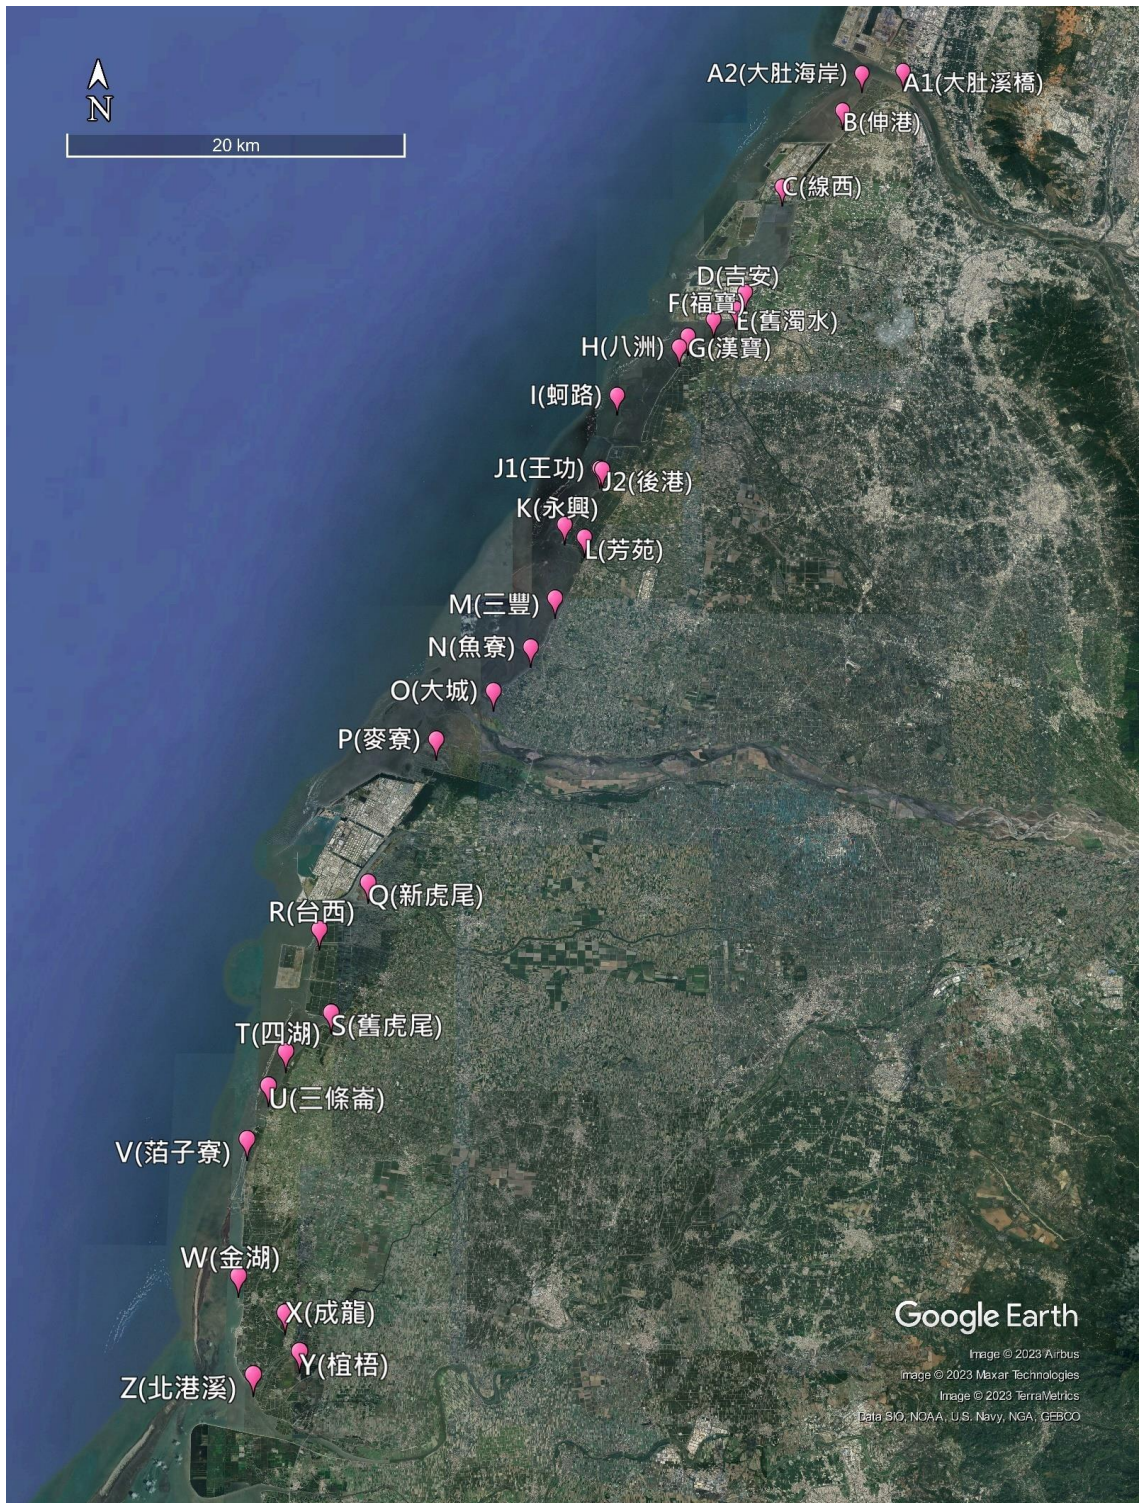 A2(大肚海岸)
A1(大肚溪橋)
N
B(伸港)
20 km
C(線西)
D(吉安)
F(福寶)
E(舊濁水)
H(八洲)
G(漢寶)
I(蚵路)
J1(王功)
J2(後港)
K(永興)
L(芳苑)
M(三豐)
N(魚寮)
O(大城)
P(麥寮)
Q(新虎尾)
R(台西)
S(舊虎尾)
T(四湖)
U(三條崙)
V(萡子寮)
W(金湖)
X(成龍)
Google Earth
Image © 2023 Airbus
Y(椬梧)
Image © 2023 Maxar Technologies
Z(北港溪)
Image © 2023 TerraMetrics
Data SIO, NOAA, U.S. Navy, NGA, GEBCO